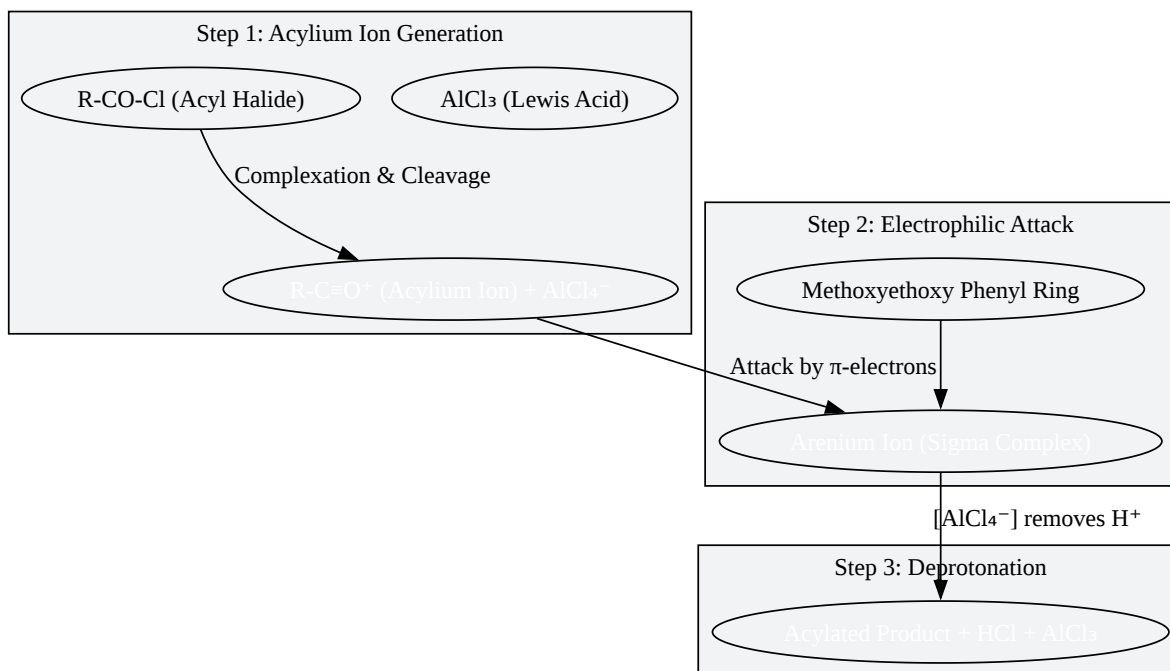 Step 1: Acylium Ion Generation
R-CO-Cl (Acyl Halide)
AlCl₃ (Lewis Acid)
Complexation & Cleavage
R-C≡O⁺ (Acylium Ion) + AlCl₄⁻
Step 2: Electrophilic Attack
Methoxyethoxy Phenyl Ring
Attack by π-electrons
Arenium Ion (Sigma Complex)
[AlCl₄⁻] removes H⁺
Step 3: Deprotonation
Acylated Product + HCl + AlCl₃